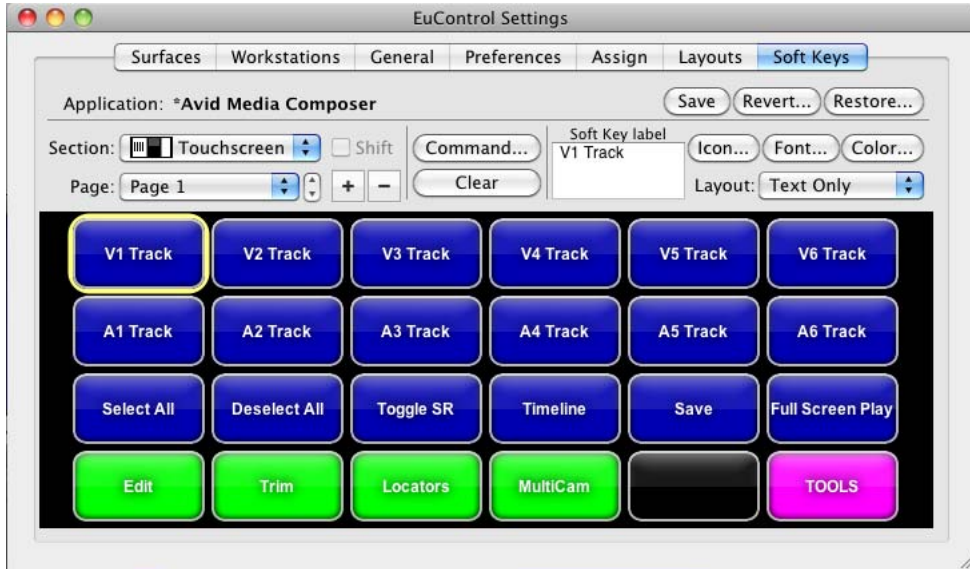 EuControl Settings
Surfaces Workstations General Preferences Assign Layouts Soft Keys
Application: *Avid Media Composer Save Revert... Restore...
Section: Touchscreen Shift Command... Soft Key label Icon... Font... Color...
V1 Track
Page: Page 1 + − Clear Layout: Text Only
V1 Track V2 Track V3 Track V4 Track V5 Track V6 Track
A1 Track A2 Track A3 Track A4 Track A5 Track A6 Track
Select All Deselect All Toggle SR Timeline Save Full Screen Play
Edit Trim Locators MultiCam TOOLS